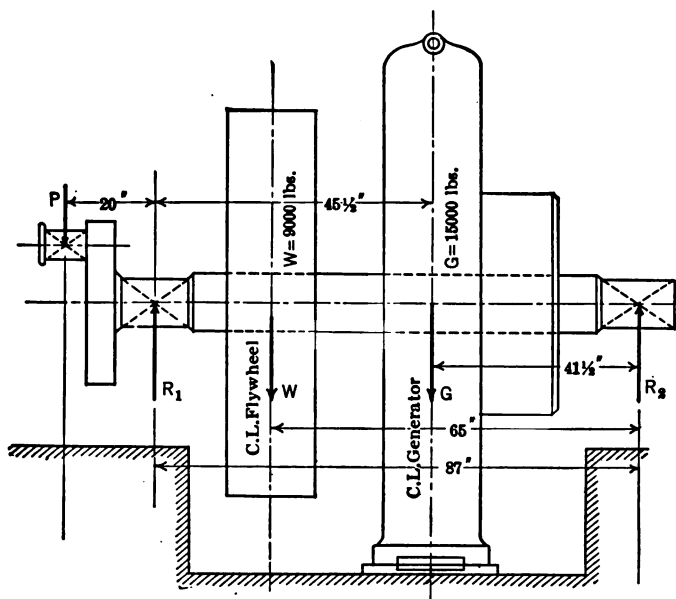 P
20"
45½"
W=9000 lbs.
G=15000 lbs.
R₁
C.L.Flywheel
W
C.L.Generator
G
41½"
R₂
65"
87"